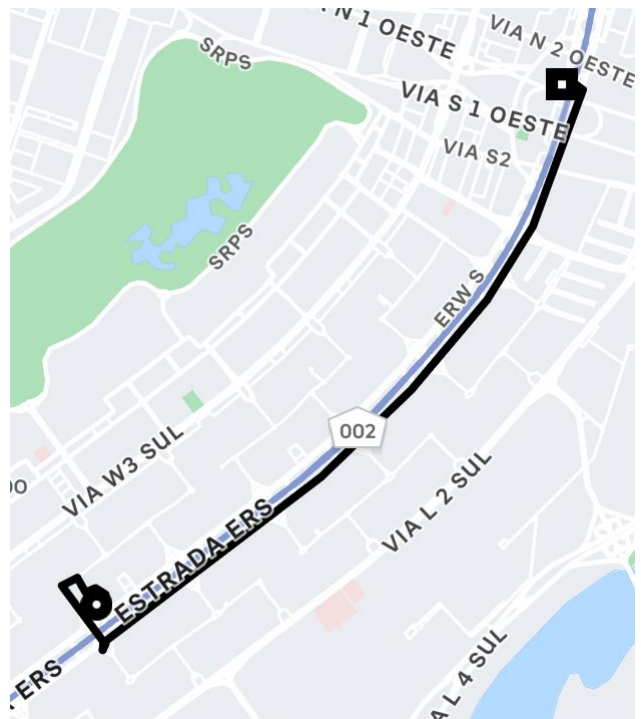 N 1 OESTE
VIA N 2 OESTE
SRPS
VIA S 1 OESTE
VIA S2
SRPS
ERW S
002
VIA W3 SUL
VIA L 2 SUL
ESTRADA ERS
ERS
L 4 SUL